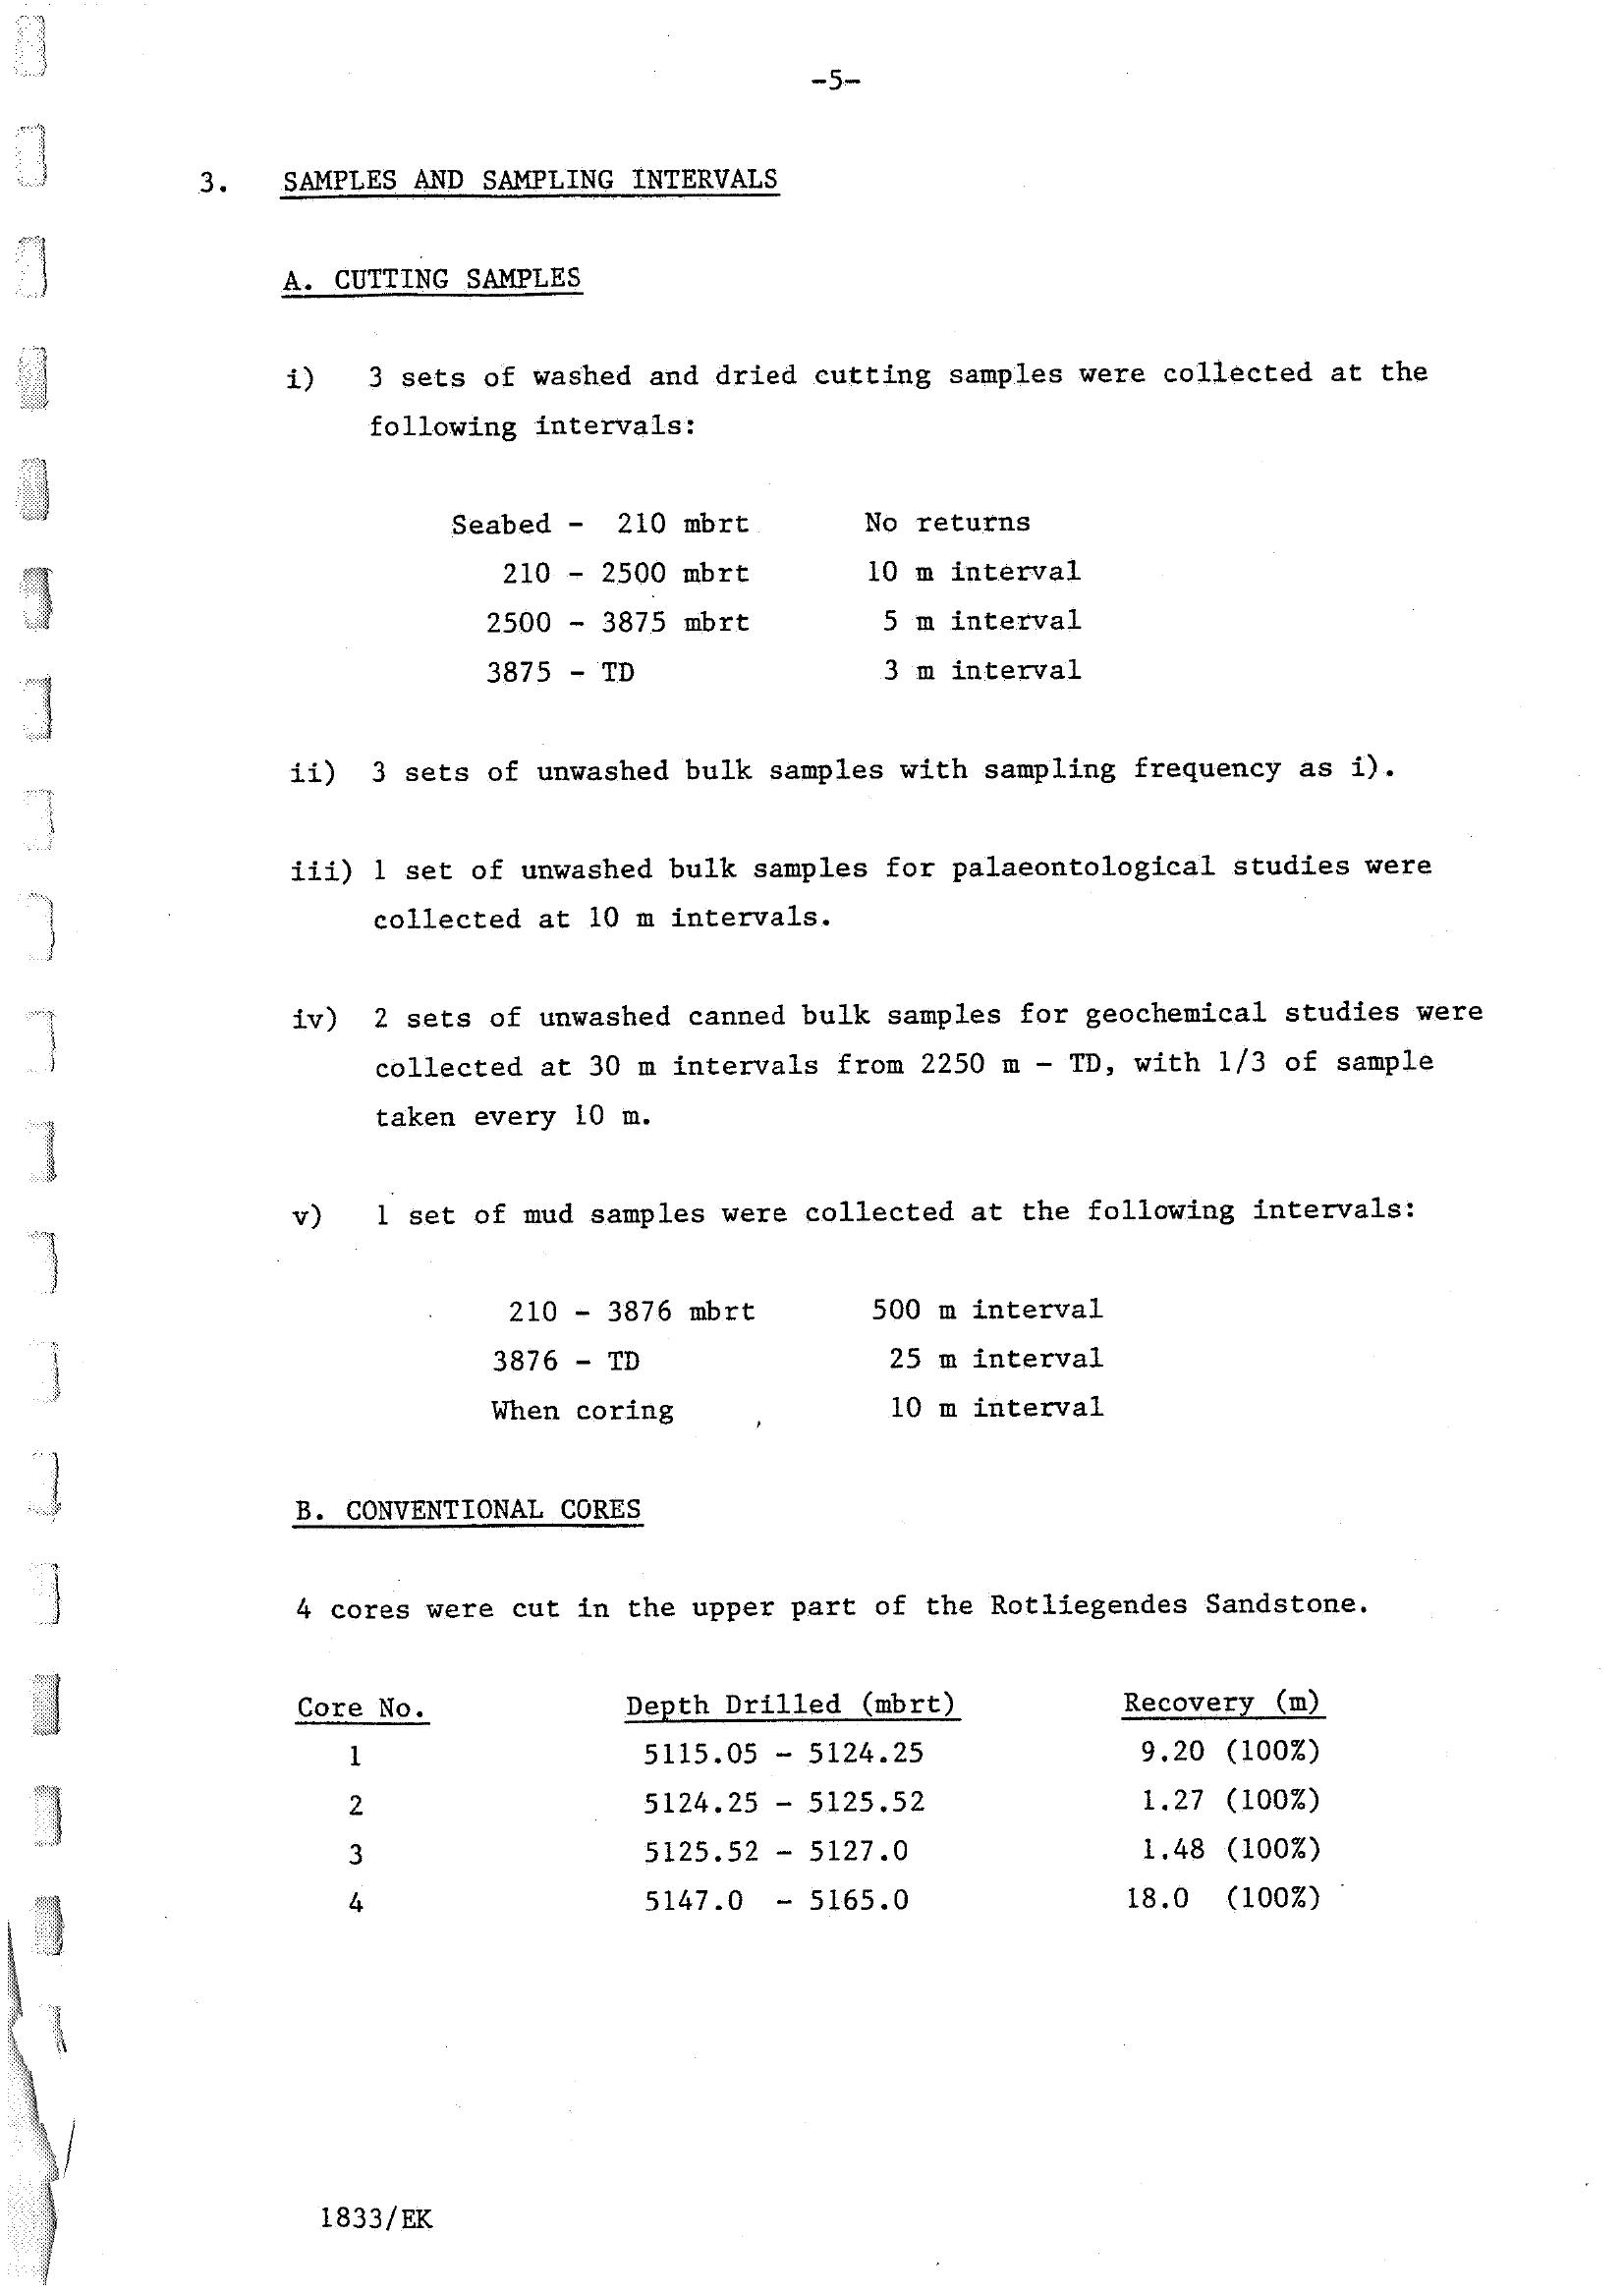 -5-
3. SAMPLES AND SAMPLING INTERVALS
A. CUTTING SAMPLES
i) 3 sets of washed and dried cutting samples were collected at the
following intervals:
Seabed - 210 mbrt No returns
210 - 2500 mbrt 10 m interval
2500 - 3875 mbrt 5 m interval
3875 - TD 3 m interval
ii) 3 sets of unwashed bulk samples with sampling frequency as i).
iii) 1 set of unwashed bulk samples for palaeontological studies were
collected at 10 m intervals.
iv) 2 sets of unwashed canned bulk samples for geochemical studies were
collected at 30 m intervals from 2250 m - TD, with 1/3 of sample
taken every 10 m.
v) 1 set of mud samples were collected at the following intervals:
210 - 3876 mbrt 500 m interval
3876 - TD 25 m interval
When coring 10 m interval
B. CONVENTIONAL CORES
4 cores were cut in the upper part of the Rotliegendes Sandstone.
Core No. Depth Drilled (mbrt) Recovery (m)
1 5115.05 - 5124.25 9.20 (100%)
2 5124.25 - 5125.52 1.27 (100%)
3 5125.52 - 5127.0 1.48 (100%)
4 5147.0 - 5165.0 18.0 (100%)
1833/EK